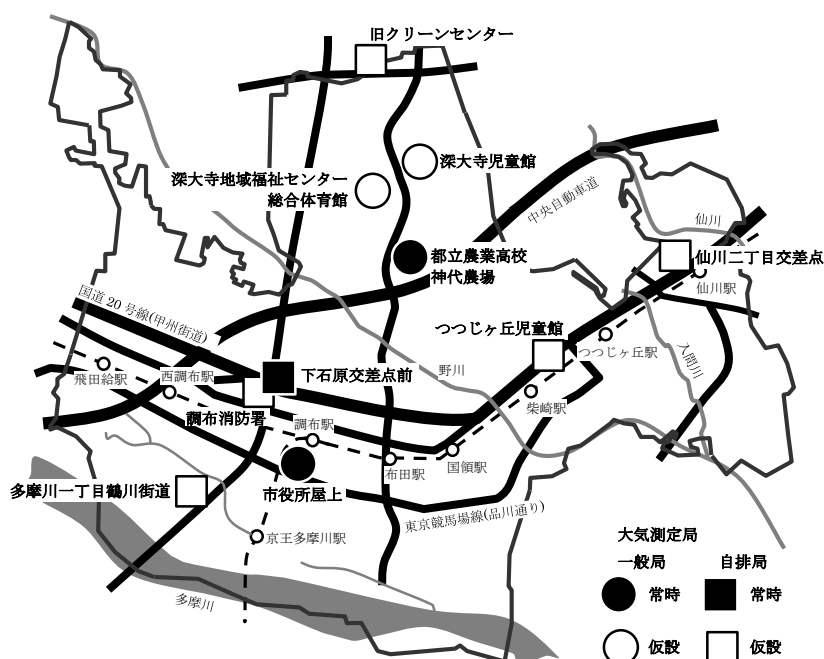 旧クリーンセンター
深大寺児童館
深大寺地域福祉センター
総合体育館
中央自動車道
仙川
都立農業高校
神代農場
仙川二丁目交差点
仙川駅
国道20号線(甲州街道)
つつじヶ丘児童館
つつじヶ丘駅
入間川
野川
飛田給駅
西調布駅
下石原交差点前
柴崎駅
調布消防署
調布駅
布田駅
国領駅
多摩川一丁目鶴川街道
市役所屋上
東京競馬場線(品川通り)
京王多摩川駅
多摩川
大気測定局
一般局
自排局
常時
常時
仮設
仮設